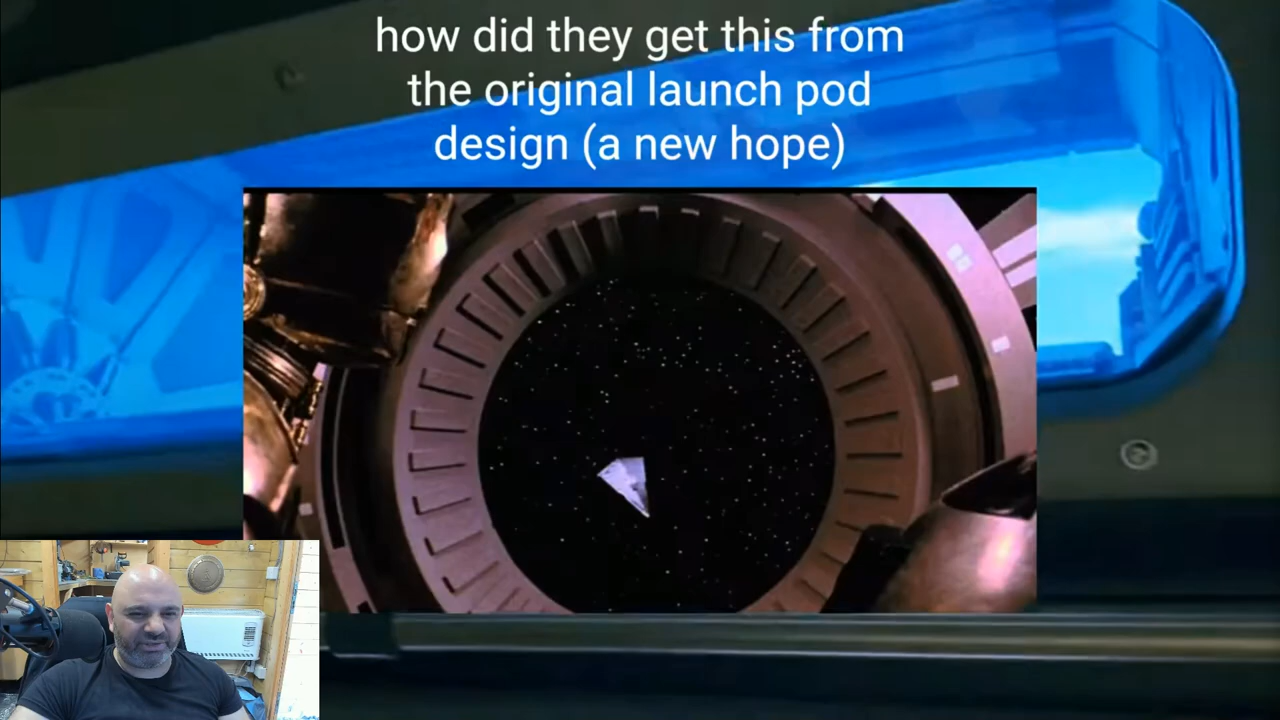 how did they get this from
the original launch pod
design (a new hope)